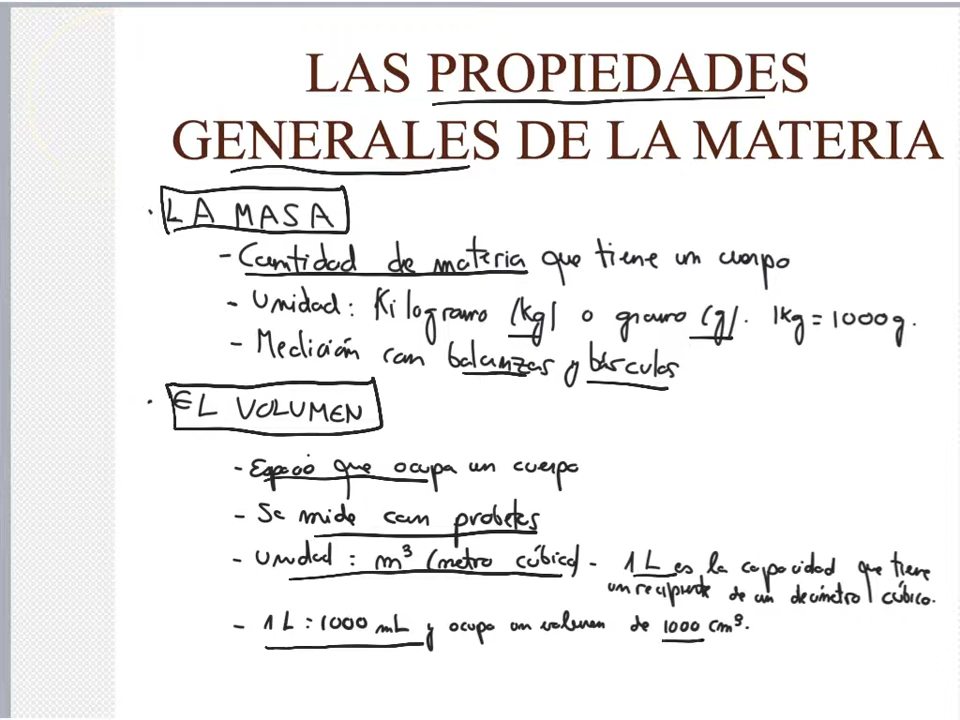 LAS PROPIEDADES
GENERALES DE LA MATERIA
· LA MASA
- Cantidad de materia que tiene un cuerpo
- Unidad: Kilogramo (kg) o gramo (g). 1kg = 1000g.
- Medición con balanzas y básculas
· EL VOLUMEN
- Espacio que ocupa un cuerpo
- Se mide con probetas
- Unidad: m³ (metro cúbico) - 1 L es la capacidad que tiene
un recipiente de un decímetro cúbico.
- 1 L = 1000 mL y ocupa un volumen de 1000 cm³.